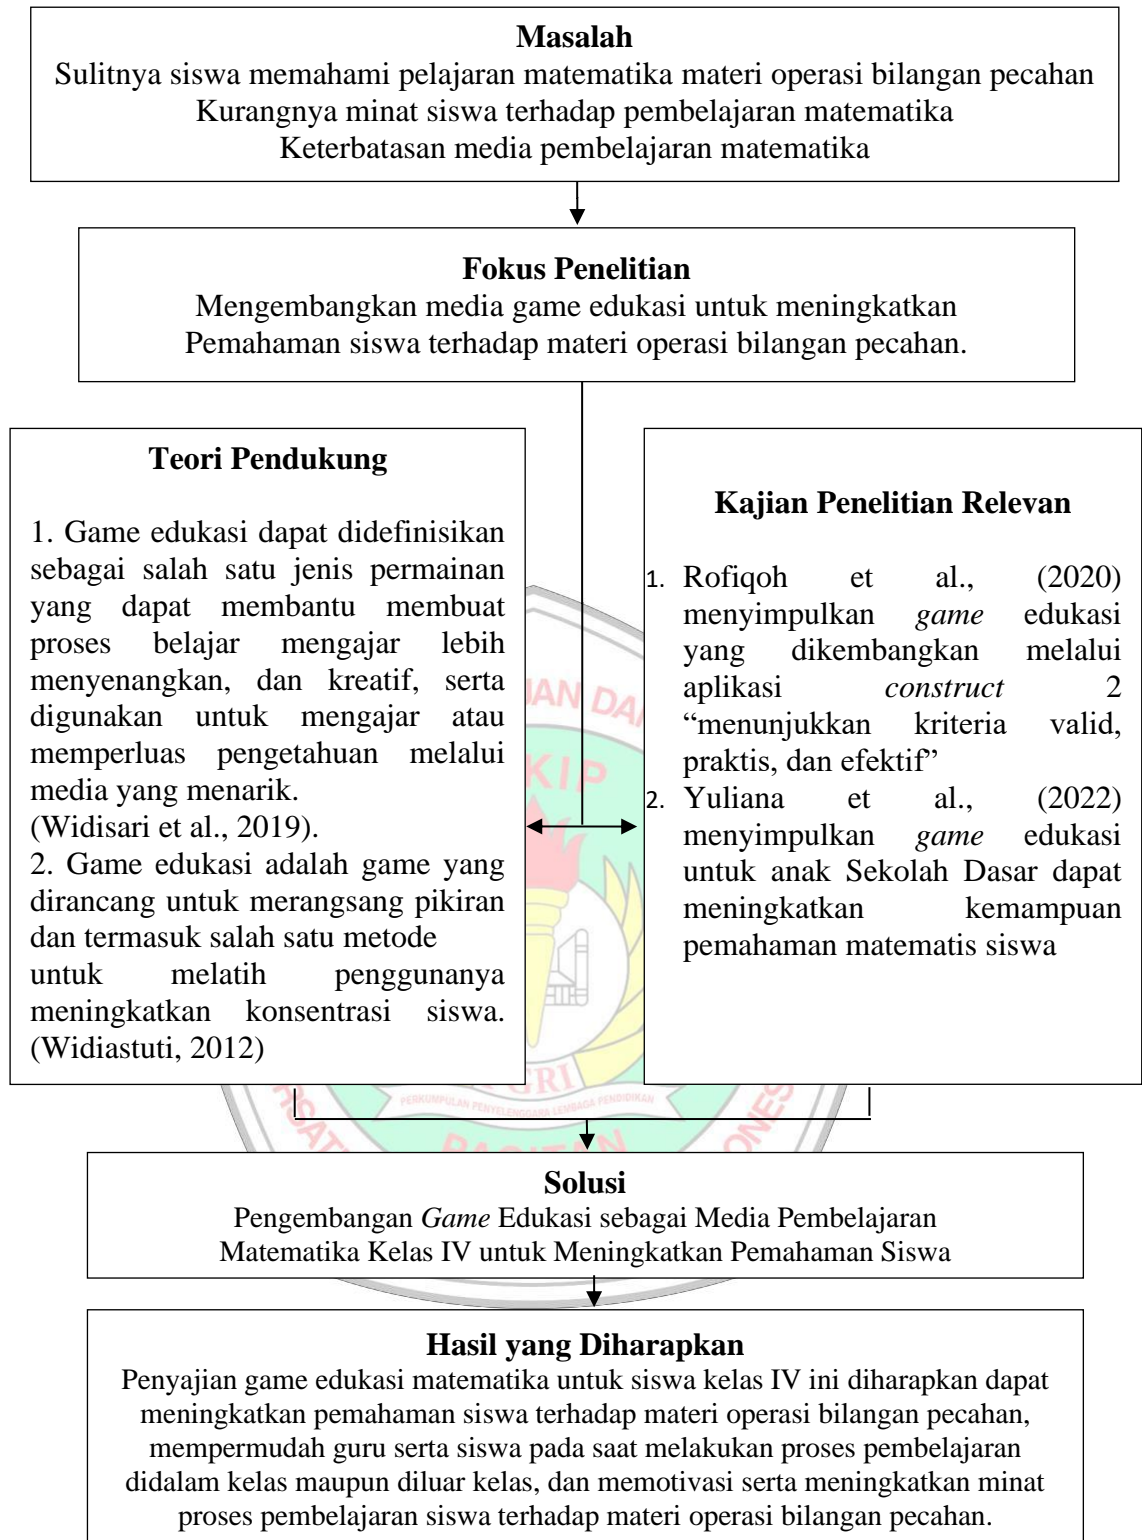 Masalah
Sulitnya siswa memahami pelajaran matematika materi operasi bilangan pecahan
Kurangnya minat siswa terhadap pembelajaran matematika
Keterbatasan media pembelajaran matematika
Fokus Penelitian
Mengembangkan media game edukasi untuk meningkatkan
Pemahaman siswa terhadap materi operasi bilangan pecahan.
Teori Pendukung
1. Game edukasi dapat didefinisikan
sebagai salah satu jenis permainan
yang dapat membantu membuat
proses belajar mengajar lebih
menyenangkan, dan kreatif, serta
digunakan untuk mengajar atau
memperluas pengetahuan melalui
media yang menarik.
(Widisari et al., 2019).
2. Game edukasi adalah game yang
dirancang untuk merangsang pikiran
dan termasuk salah satu metode
untuk melatih penggunanya
meningkatkan konsentrasi siswa.
(Widiastuti, 2012)
Kajian Penelitian Relevan
1. Rofiqoh et al., (2020)
menyimpulkan game edukasi
yang dikembangkan melalui
aplikasi construct 2
“menunjukkan kriteria valid,
praktis, dan efektif”
2. Yuliana et al., (2022)
menyimpulkan game edukasi
untuk anak Sekolah Dasar dapat
meningkatkan kemampuan
pemahaman matematis siswa
KIP
GRI
PERKUMPULAN PENYELENGGARA LEMBAGA PENDIDIKAN
Solusi
Pengembangan Game Edukasi sebagai Media Pembelajaran
Matematika Kelas IV untuk Meningkatkan Pemahaman Siswa
Hasil yang Diharapkan
Penyajian game edukasi matematika untuk siswa kelas IV ini diharapkan dapat
meningkatkan pemahaman siswa terhadap materi operasi bilangan pecahan,
mempermudah guru serta siswa pada saat melakukan proses pembelajaran
didalam kelas maupun diluar kelas, dan memotivasi serta meningkatkan minat
proses pembelajaran siswa terhadap materi operasi bilangan pecahan.